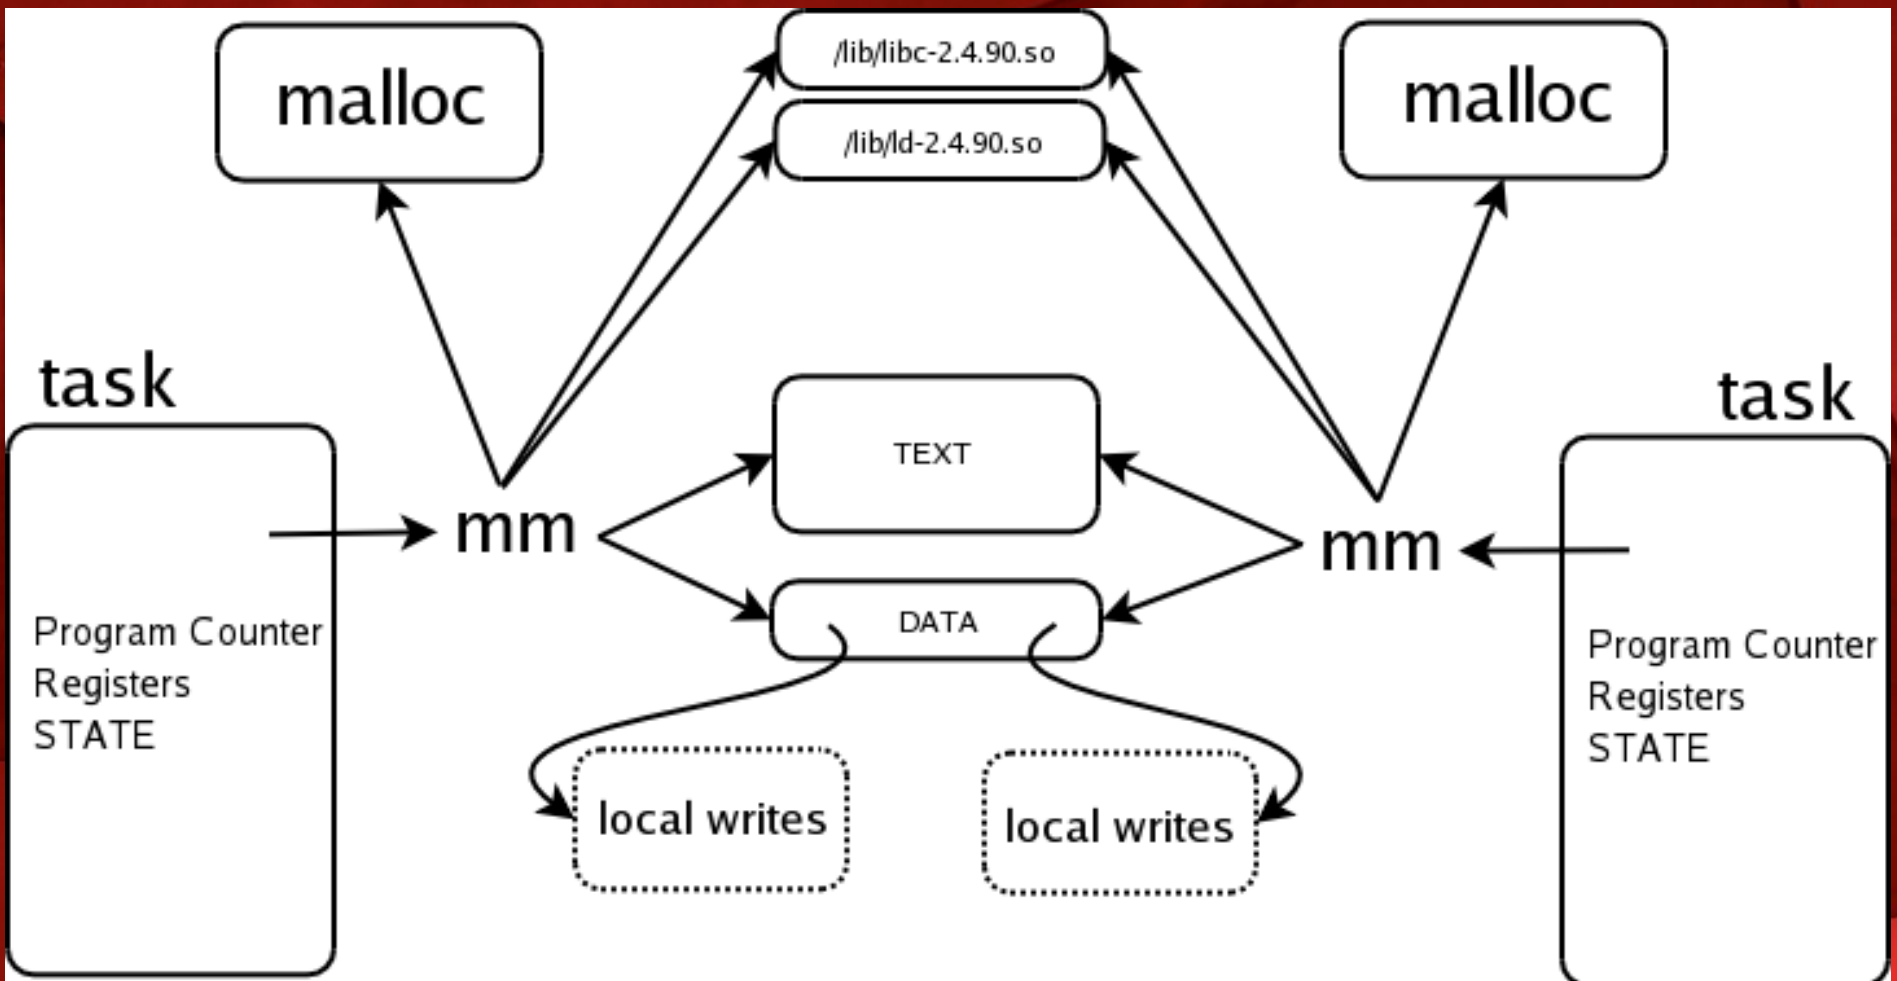 malloc
/lib/libc-2.4.90.so
/lib/ld-2.4.90.so
malloc
task
task
TEXT
mm
mm
DATA
Program Counter
Registers
STATE
Program Counter
Registers
STATE
local writes
local writes